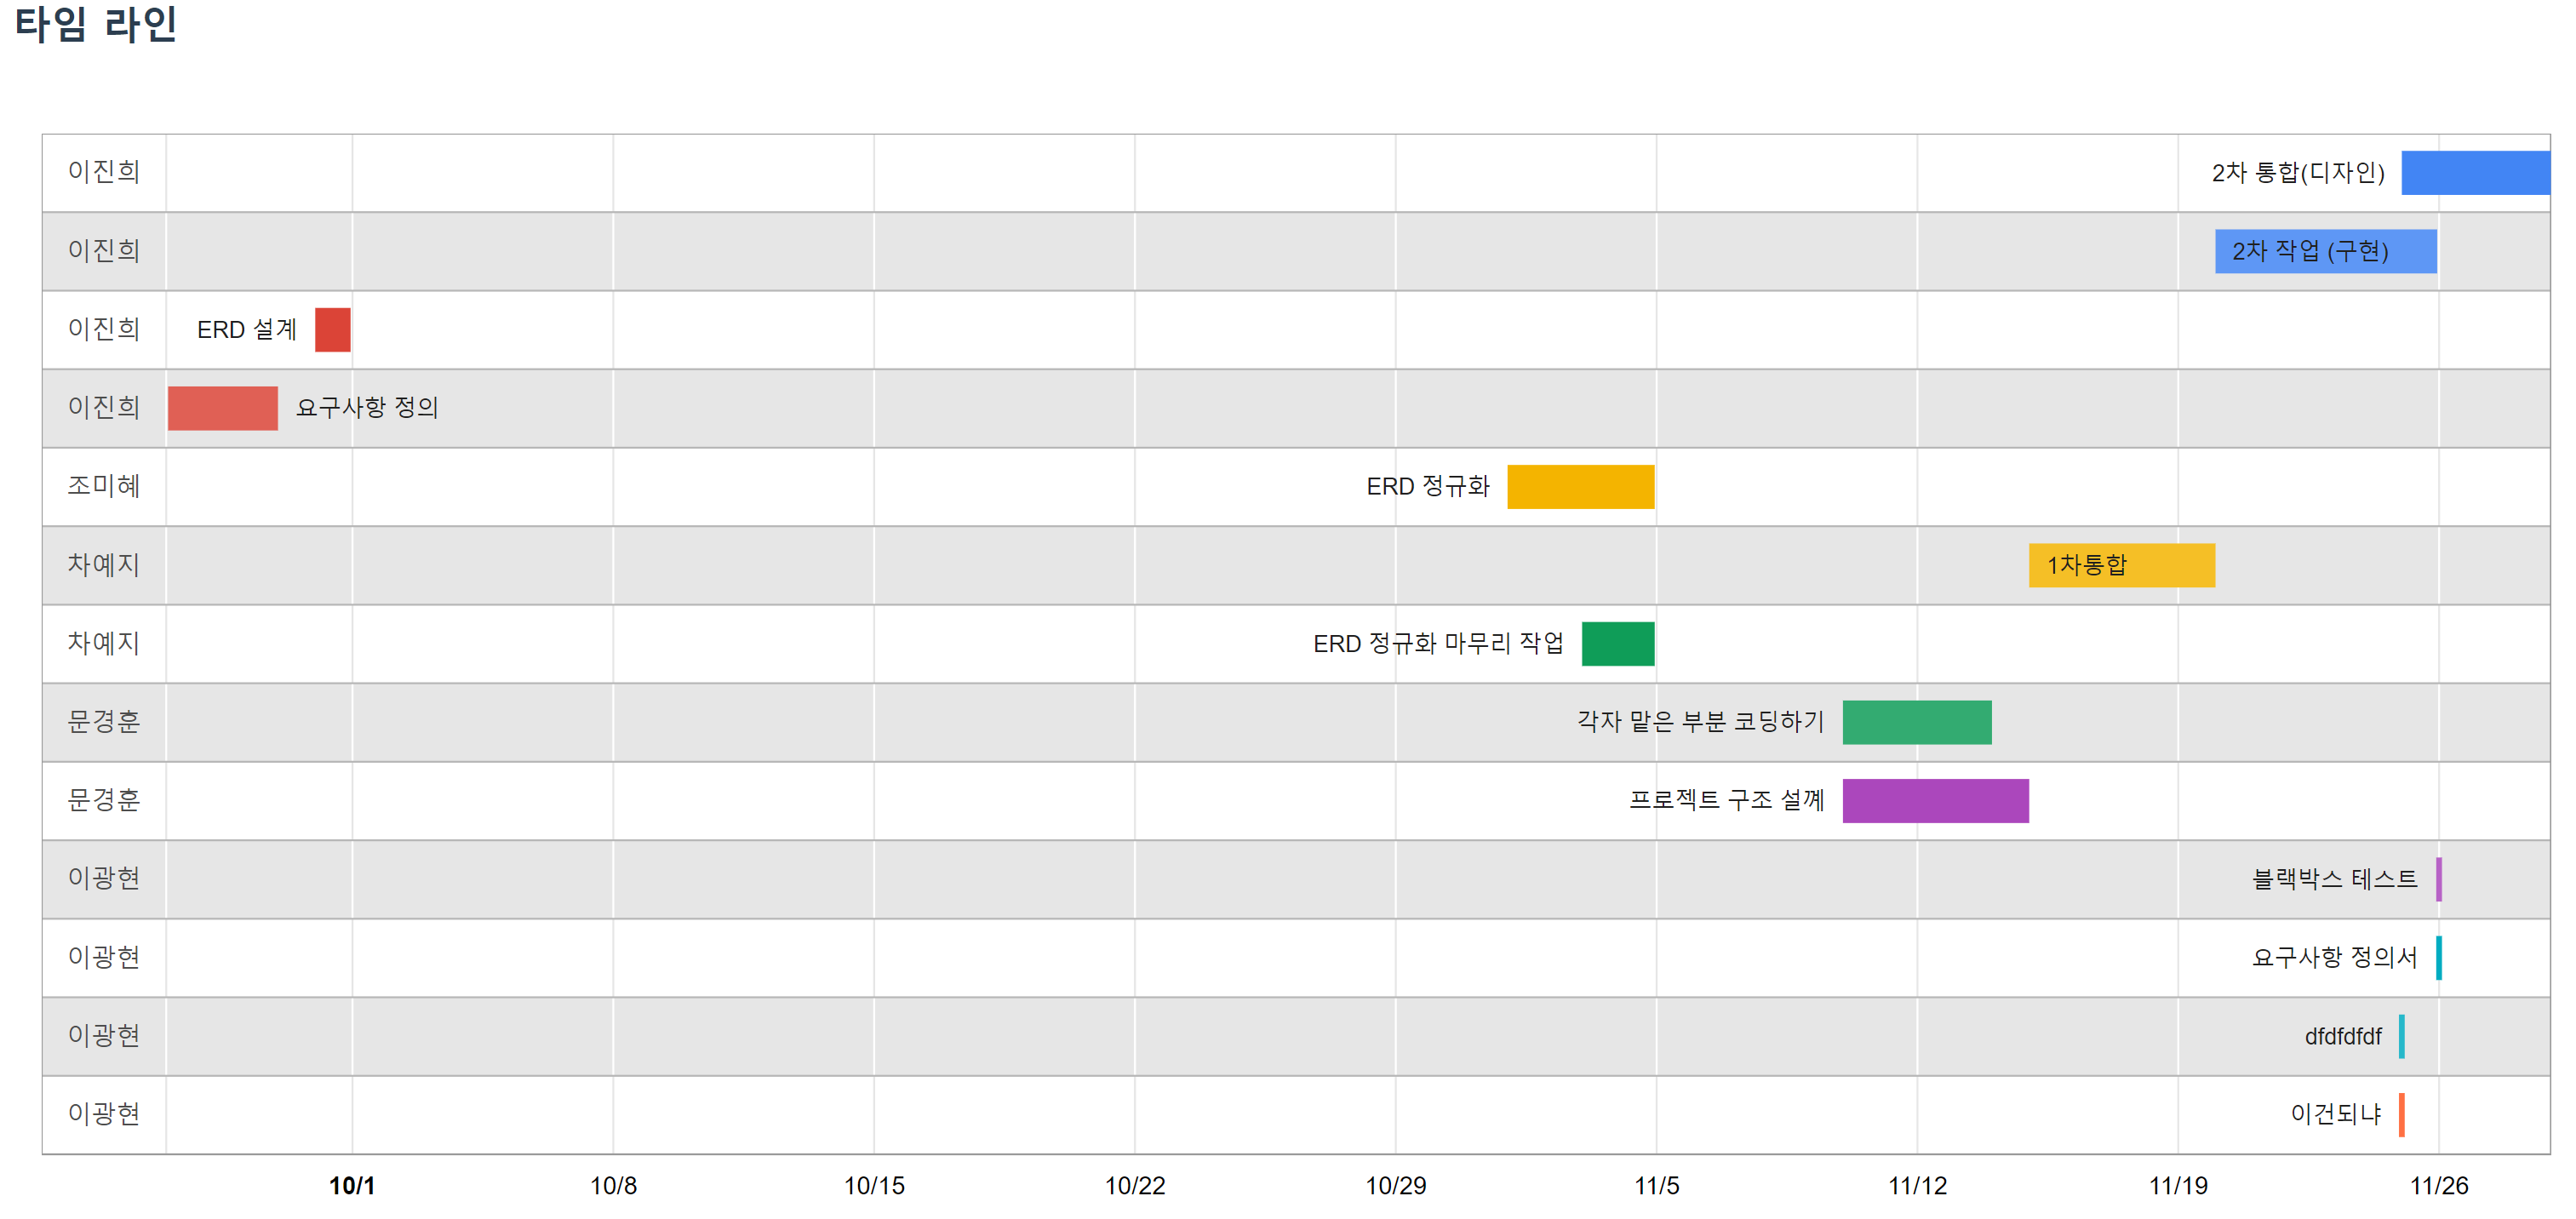 타임 라인
이진희 2차 통합(디자인)
이진희 2차 작업 (구현)
이진희 ERD 설계
이진희 요구사항 정의
조미혜 ERD 정규화
차예지 1차통합
차예지 ERD 정규화 마무리 작업
문경훈 각자 맡은 부분 코딩하기
문경훈 프로젝트 구조 설꼐
이광현 블랙박스 테스트
이광현 요구사항 정의서
이광현 dfdfdfdf
이광현 이건되냐
10/1 10/8 10/15 10/22 10/29 11/5 11/12 11/19 11/26